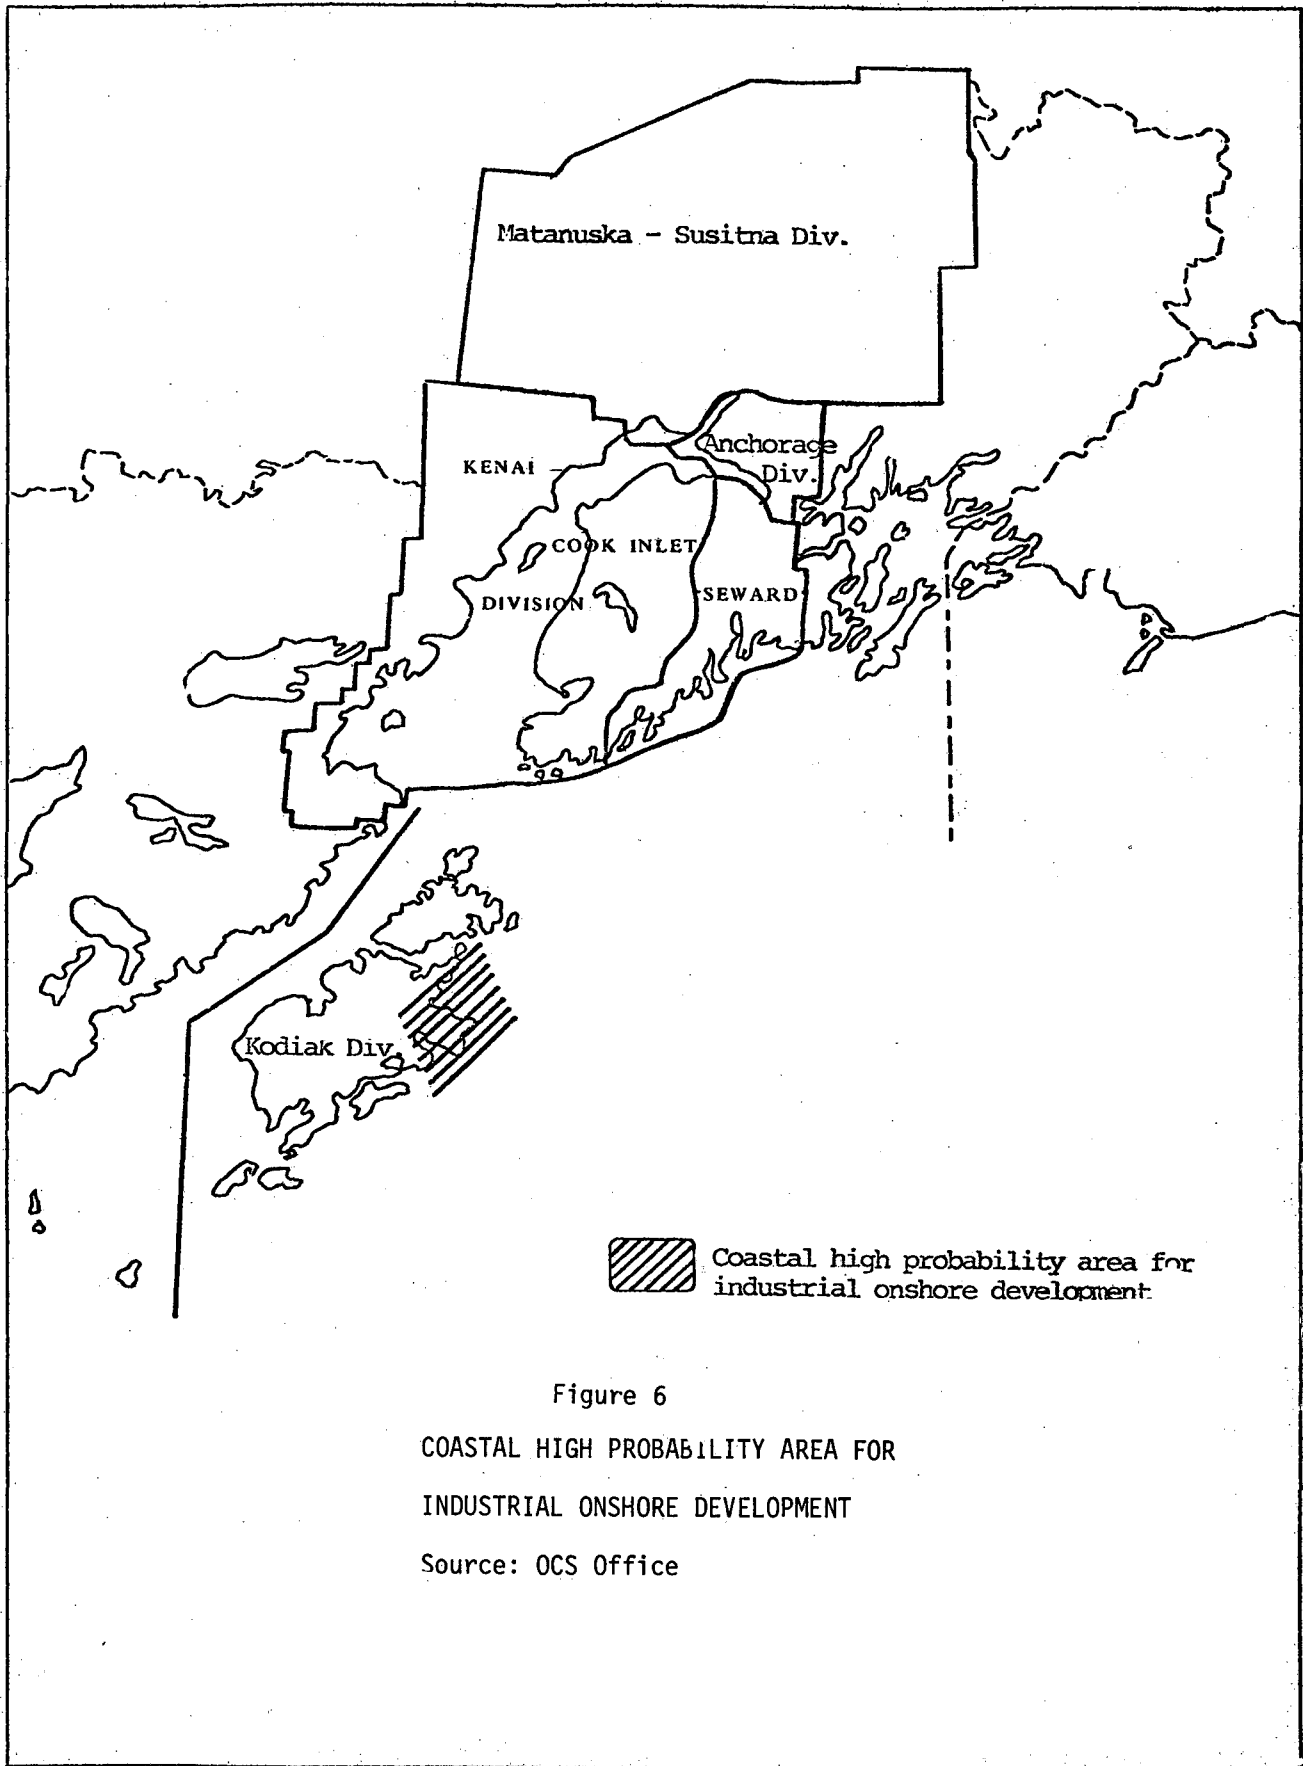 Matanuska - Susitna Div.
Anchorage
Div.
KENAI
COOK INLET
DIVISION
SEWARD
Kodiak Div.
Coastal high probability area for
industrial onshore development
Figure 6
COASTAL HIGH PROBABILITY AREA FOR
INDUSTRIAL ONSHORE DEVELOPMENT
Source: OCS Office